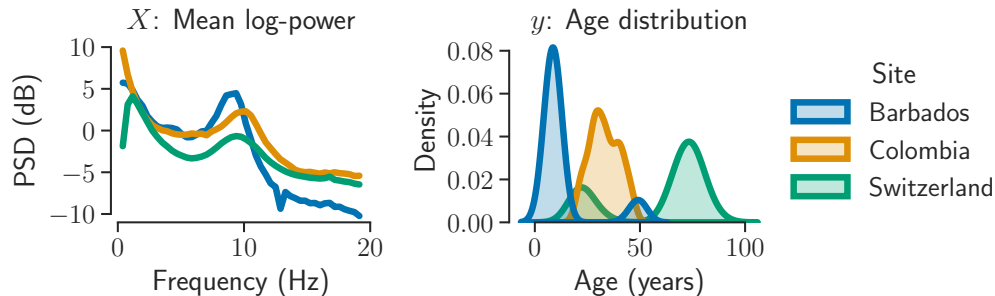 X: Mean log-power
10
5
0
−5
−10
PSD (dB)
0
10
20
Frequency (Hz)
y: Age distribution
0.08
0.06
0.04
0.02
0.00
Density
0
50
100
Age (years)
Site
Barbados
Colombia
Switzerland